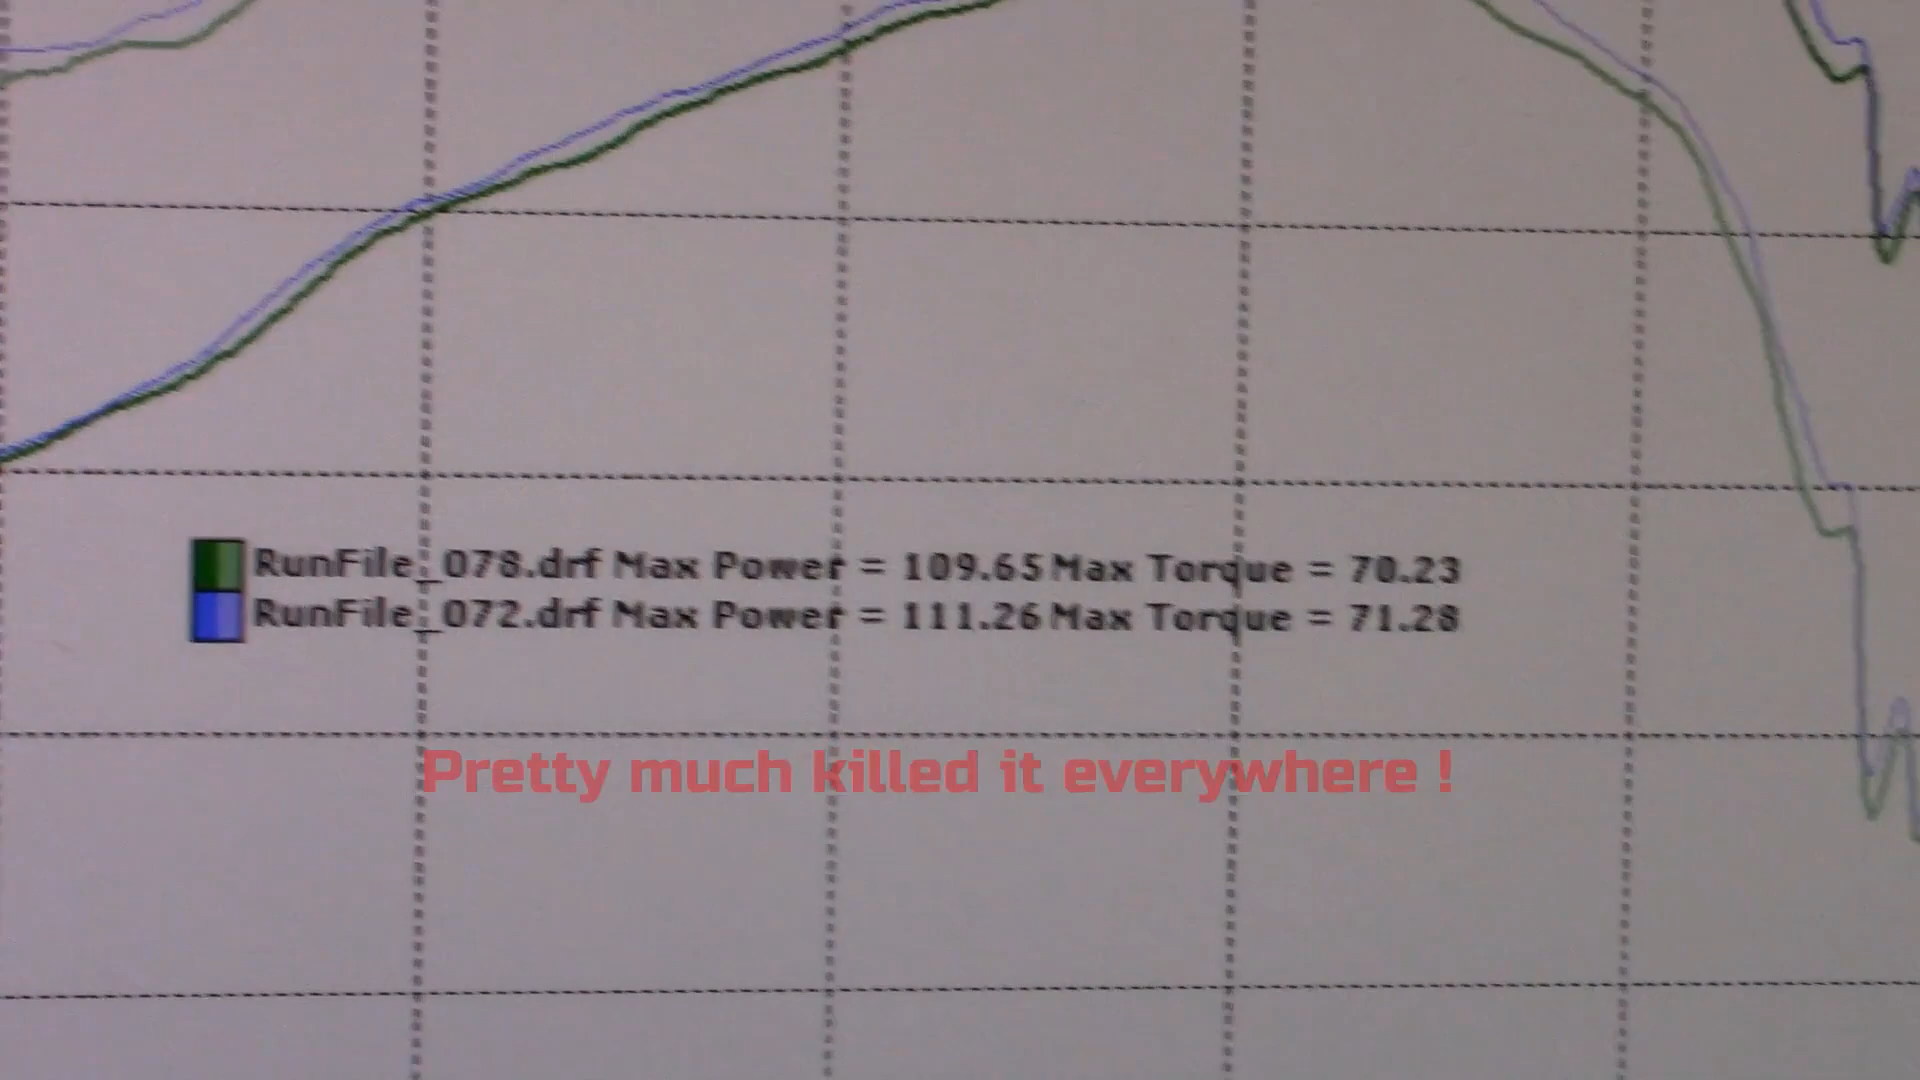 RunFile_078.drf Max Power = 109.65 Max Torque = 70.23
RunFile_072.drf Max Power = 111.26 Max Torque = 71.28
Pretty much killed it everywhere !